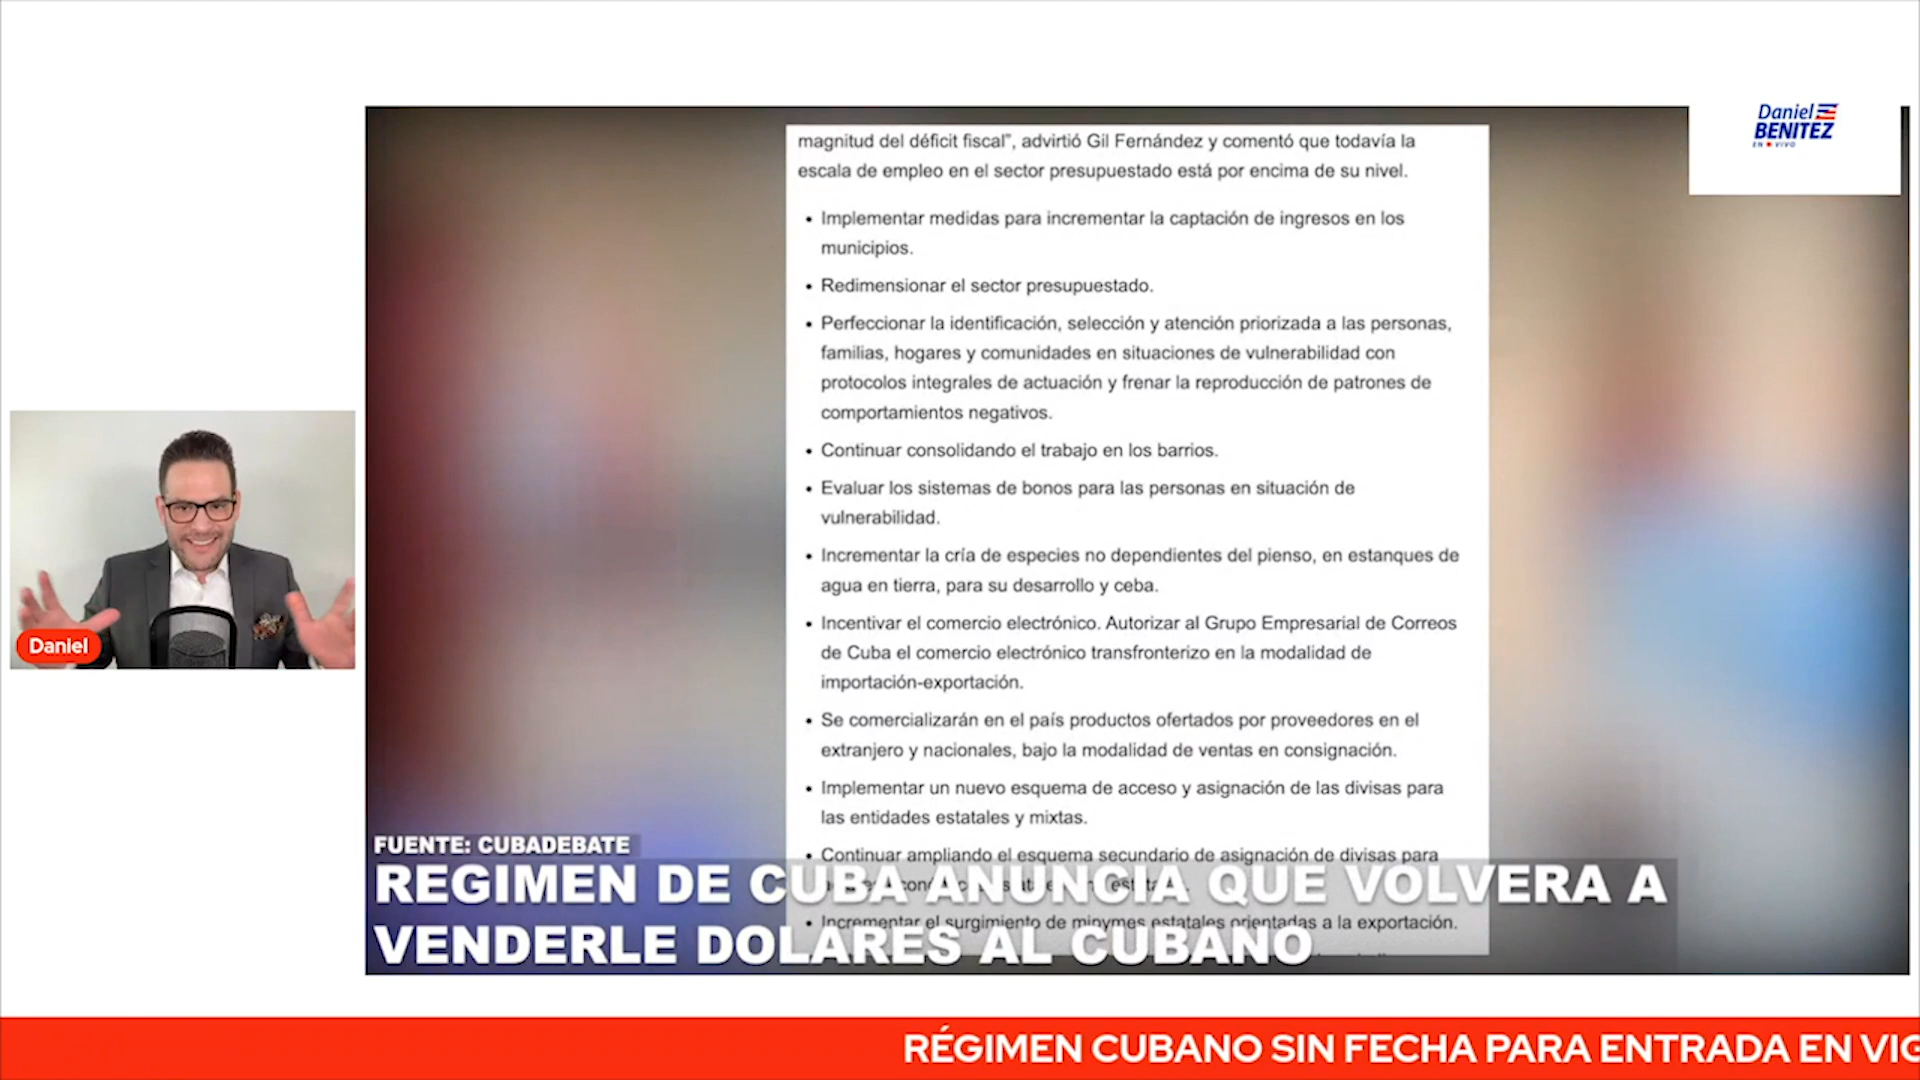 Daniel
BENITEZ
EN VIVO
magnitud del déficit fiscal”, advirtió Gil Fernández y comentó que todavía la
escala de empleo en el sector presupuestado está por encima de su nivel.
• Implementar medidas para incrementar la captación de ingresos en los
municipios.
• Redimensionar el sector presupuestado.
• Perfeccionar la identificación, selección y atención priorizada a las personas,
familias, hogares y comunidades en situaciones de vulnerabilidad con
protocolos integrales de actuación y frenar la reproducción de patrones de
comportamientos negativos.
• Continuar consolidando el trabajo en los barrios.
• Evaluar los sistemas de bonos para las personas en situación de
vulnerabilidad.
• Incrementar la cría de especies no dependientes del pienso, en estanques de
agua en tierra, para su desarrollo y ceba.
• Incentivar el comercio electrónico. Autorizar al Grupo Empresarial de Correos
de Cuba el comercio electrónico transfronterizo en la modalidad de
importación-exportación.
• Se comercializarán en el país productos ofertados por proveedores en el
extranjero y nacionales, bajo la modalidad de ventas en consignación.
• Implementar un nuevo esquema de acceso y asignación de las divisas para
las entidades estatales y mixtas.
• Continuar ampliando el esquema secundario de asignación de divisas para
• Incrementar el surgimiento de mipymes estatales orientadas a la exportación.
Daniel
FUENTE: CUBADEBATE
REGIMEN DE CUBA ANUNCIA QUE VOLVERA A
VENDERLE DOLARES AL CUBANO
RÉGIMEN CUBANO SIN FECHA PARA ENTRADA EN VIG